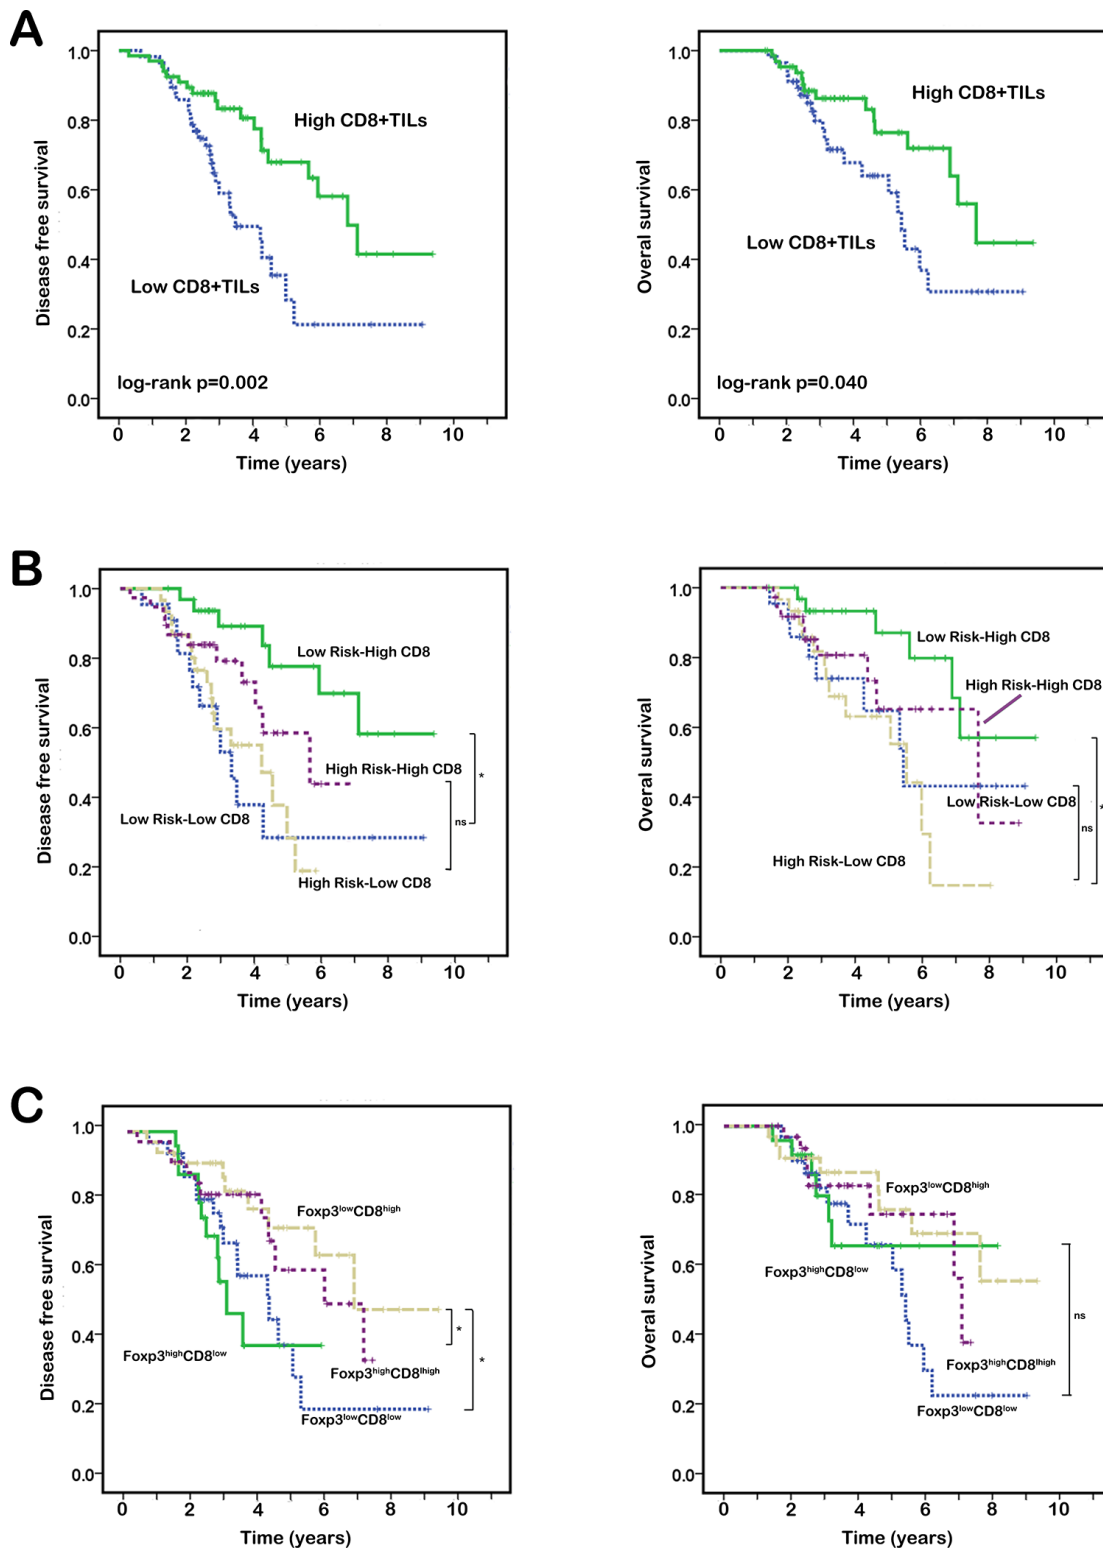 A
1.0
0.8
0.6
0.4
0.2
0.0
Disease free survival
High CD8+TILs
Low CD8+TILs
log-rank p=0.002
0 2 4 6 8 10
Time (years)
1.0
0.8
0.6
0.4
0.2
0.0
Overal survival
High CD8+TILs
Low CD8+TILs
log-rank p=0.040
0 2 4 6 8 10
Time (years)
B
1.0
0.8
0.6
0.4
0.2
0.0
Disease free survival
Low Risk-High CD8
High Risk-High CD8
Low Risk-Low CD8
High Risk-Low CD8
*
ns
0 2 4 6 8 10
Time (years)
1.0
0.8
0.6
0.4
0.2
0.0
Overal survival
Low Risk-High CD8
High Risk-High CD8
Low Risk-Low CD8
High Risk-Low CD8
ns
*
0 2 4 6 8 10
Time (years)
C
1.0
0.8
0.6
0.4
0.2
0.0
Disease free survival
Foxp3lowCD8high
Foxp3highCD8low
Foxp3highCD8lhigh
Foxp3lowCD8low
*
*
0 2 4 6 8 10
Time (years)
1.0
0.8
0.6
0.4
0.2
0.0
Overal survival
Foxp3lowCD8high
Foxp3highCD8low
Foxp3highCD8lhigh
Foxp3lowCD8low
ns
0 2 4 6 8 10
Time (years)